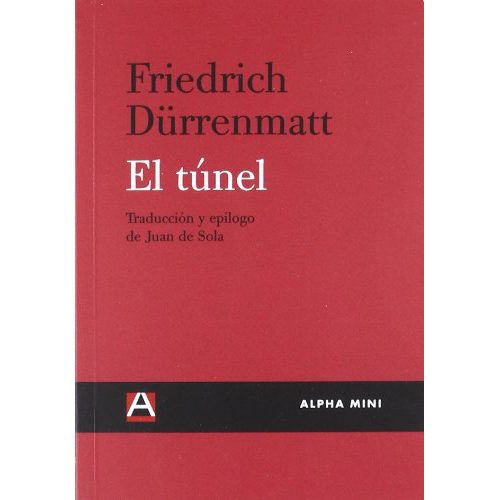 Friedrich
Dürrenmatt
El túnel
Traducción y epílogo
de Juan de Sola
A
ALPHA MINI